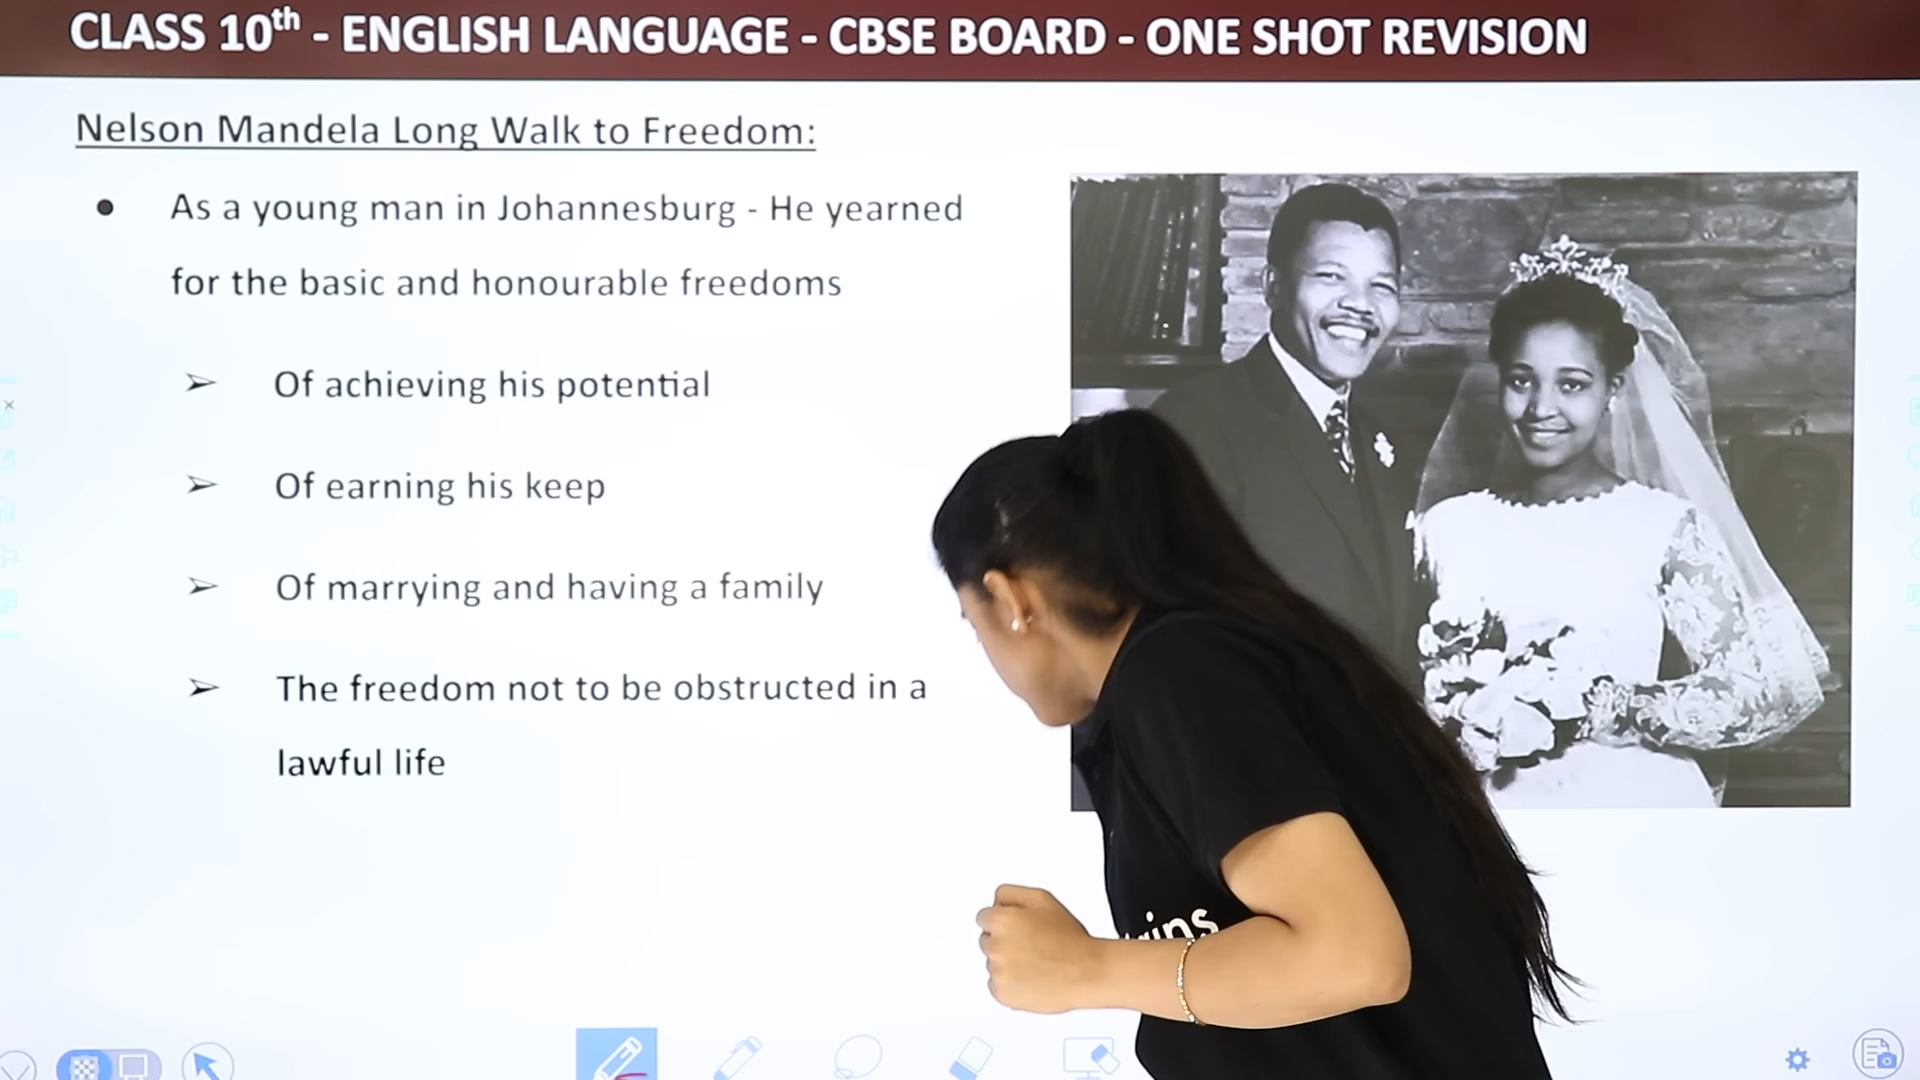 CLASS 10th - ENGLISH LANGUAGE - CBSE BOARD - ONE SHOT REVISION
Nelson Mandela Long Walk to Freedom:
● As a young man in Johannesburg - He yearned
for the basic and honourable freedoms
➢ Of achieving his potential
➢ Of earning his keep
➢ Of marrying and having a family
➢ The freedom not to be obstructed in a
lawful life